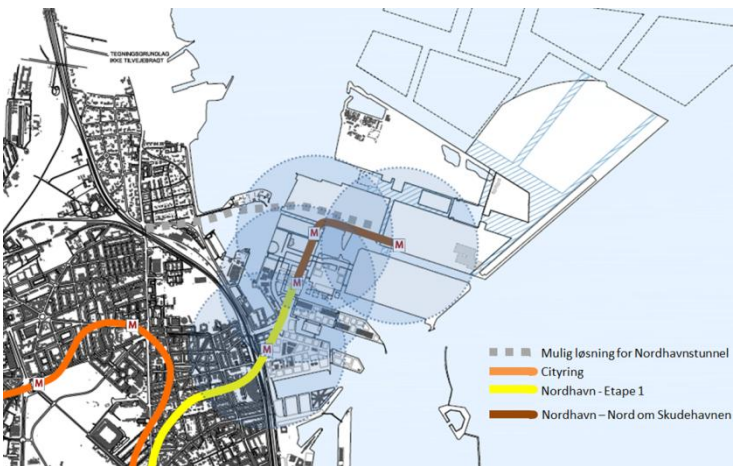 TEGNINGSGRUNDLAG
IKKE TILVEJEBRAGT
M
M
M
M
M
M
Mulig løsning for Nordhavnstunnel
Cityring
Nordhavn - Etape 1
Nordhavn – Nord om Skudehavnen